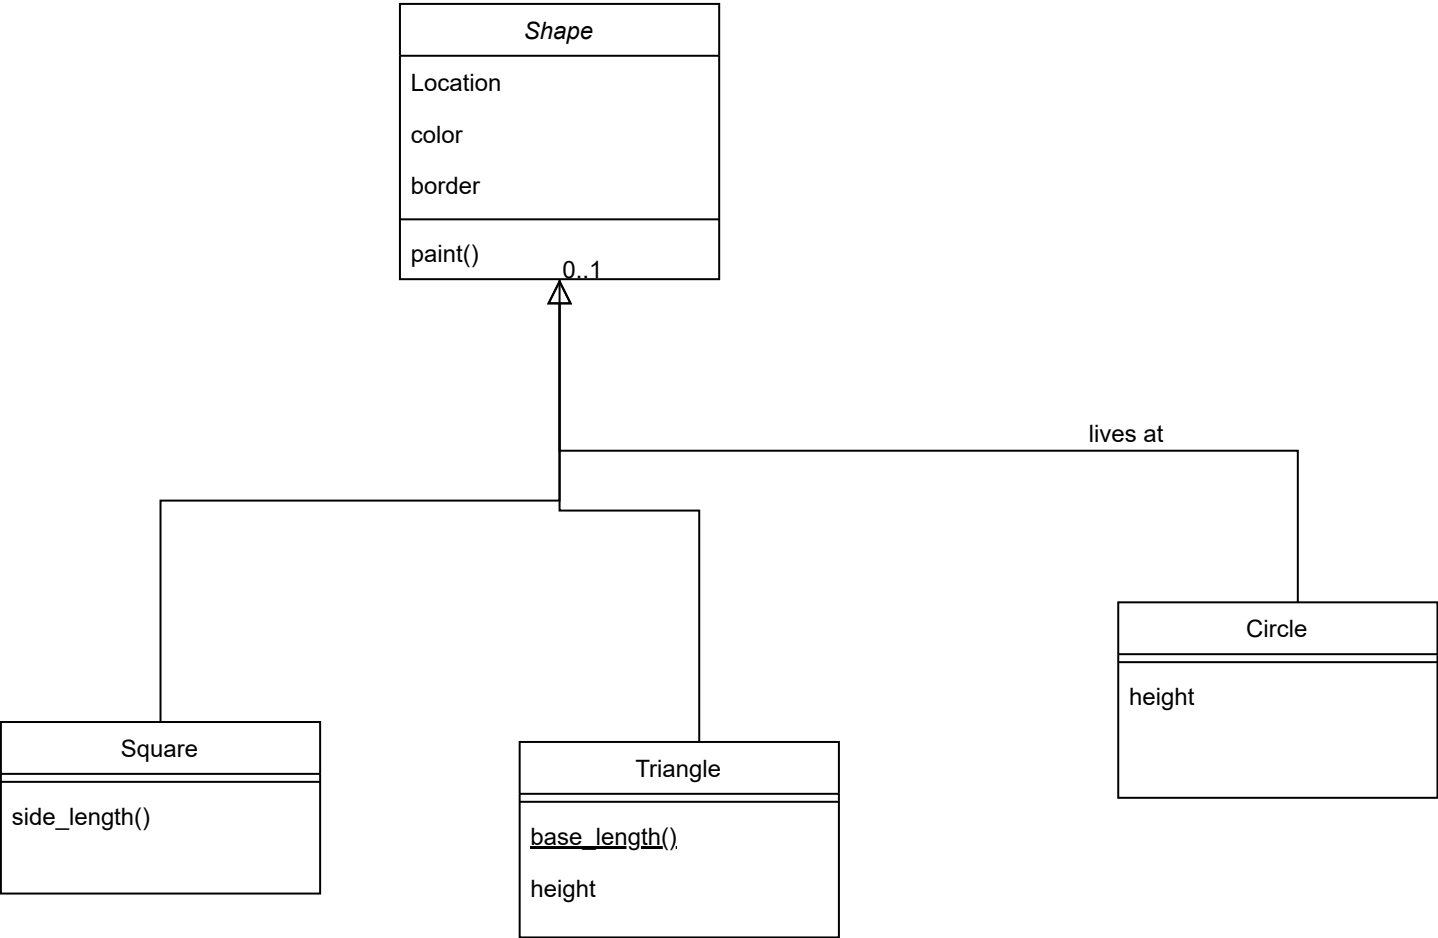 Shape
Location
color
border
paint()
0..1
lives at
Circle
height
Square
side_length()
Triangle
base_length()
height